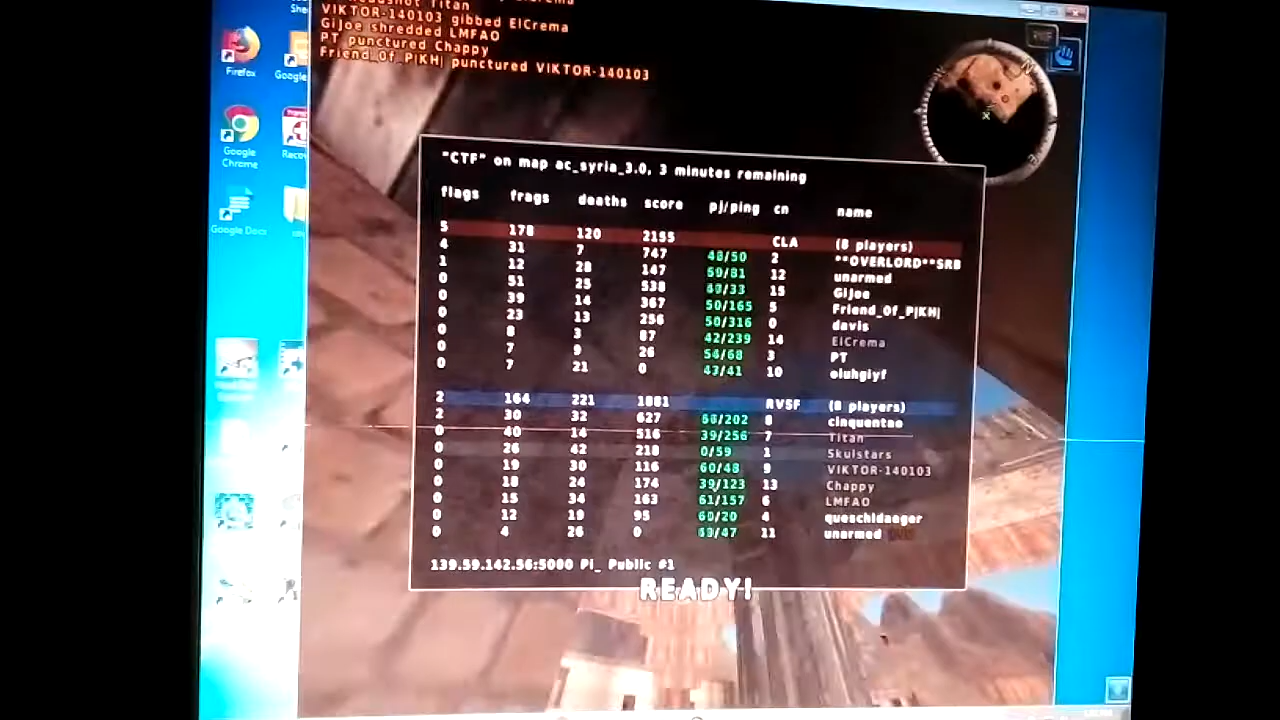 Titan
VIKTOR-140103 gibbed ElCrema
GiJoe shredded LMFAO
PT punctured Chappy
Friend_Of_P|KH| punctured VIKTOR-140103
Firefox
Google
Google Chrome
Google Docs
"CTF" on map ac_syria_3.0, 3 minutes remaining
flags frags deaths score pj/ping cn name
5 178 120 2155 CLA (8 players)
4 31 7 747 48/50 2 **OVERLORD**SRB
1 12 28 147 59/81 12 unarmed
0 51 25 538 /33 15 GiJoe
0 39 14 367 50/165 5 Friend_Of_P|KH|
0 23 13 256 50/316 0 davis
0 8 3 87 42/239 14 ElCrema
0 7 9 26 54/68 3 PT
0 7 21 0 43/41 10 oluhgiyf
2 164 221 1881 RVSF (8 players)
2 30 32 627 /202 8 cinquentao
0 40 14 516 39/256 7 Titan
0 26 42 218 0/59 1 Skulstars
0 19 30 116 60/48 9 VIKTOR-140103
0 18 24 174 39/123 13 Chappy
0 15 34 163 61/157 6 LMFAO
0 12 19 95 60/20 4 queschldaeger
0 4 26 0 /47 11 unarmed
139.59.142.56:5000 Pi_ Public #1
READY!